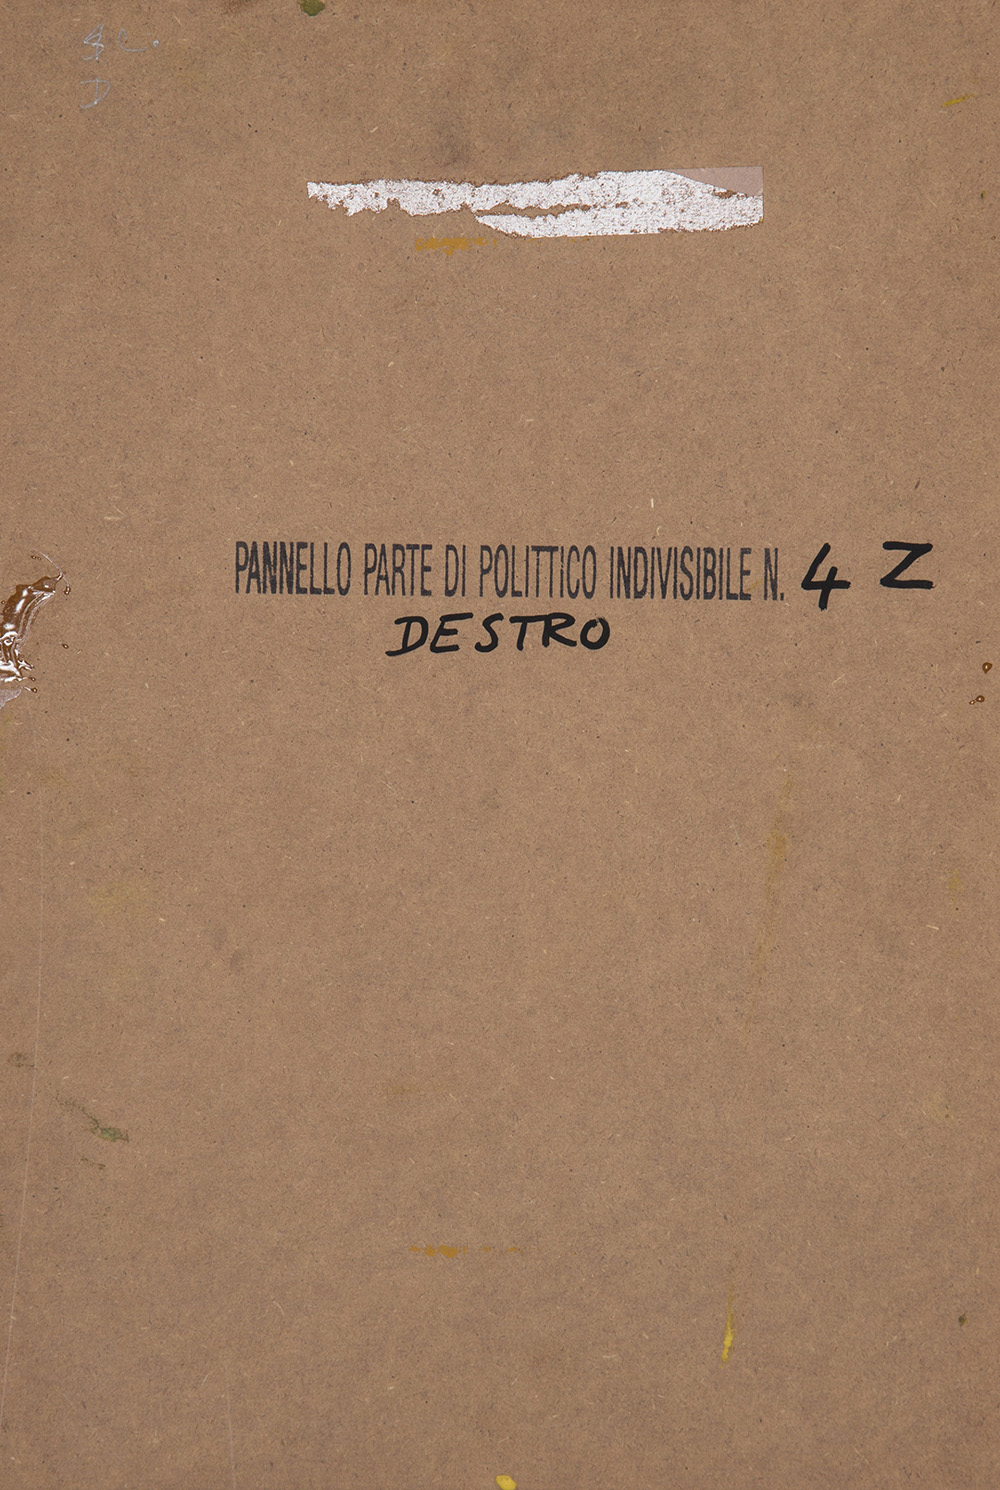 D
PANNELLO PARTE DI POLITTICO INDIVISIBILE N. 4 Z
DESTRO